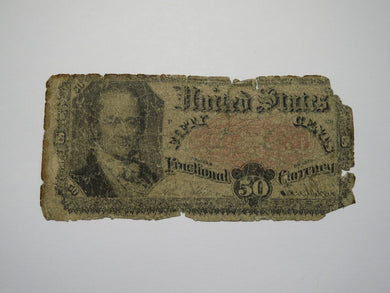 United States
FIFTY CENTS
Fractional Currency
50